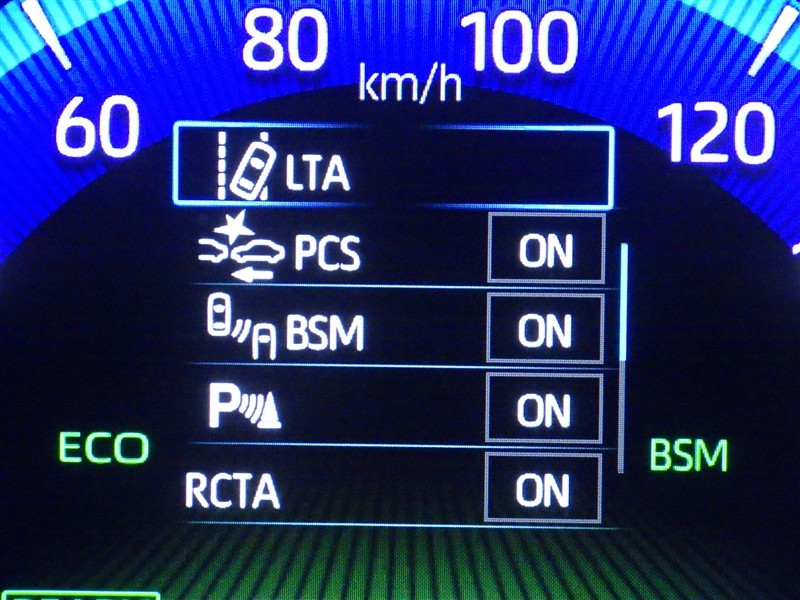 80 100
km/h
60 120
LTA
PCS ON
BSM ON
P ON
ECO BSM
RCTA ON